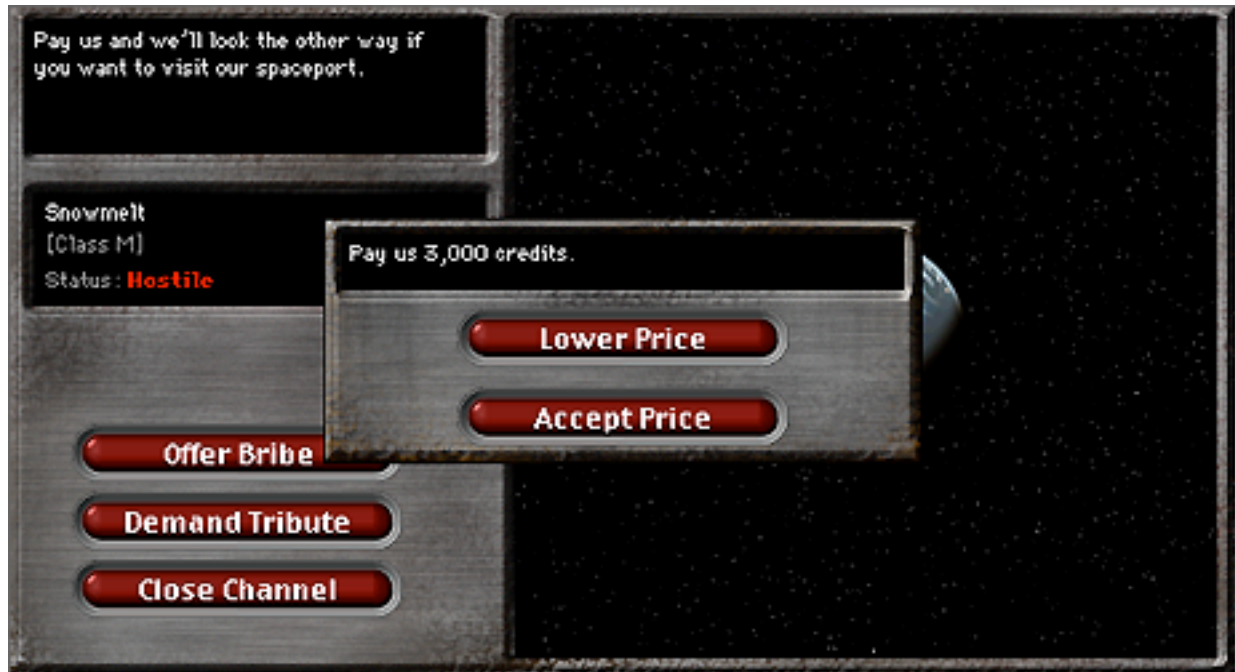 Pay us and we'll look the other way if
you want to visit our spaceport.
Snowmelt
[Class M]
Status: Hostile
Pay us 3,000 credits.
Lower Price
Accept Price
Offer Bribe
Demand Tribute
Close Channel